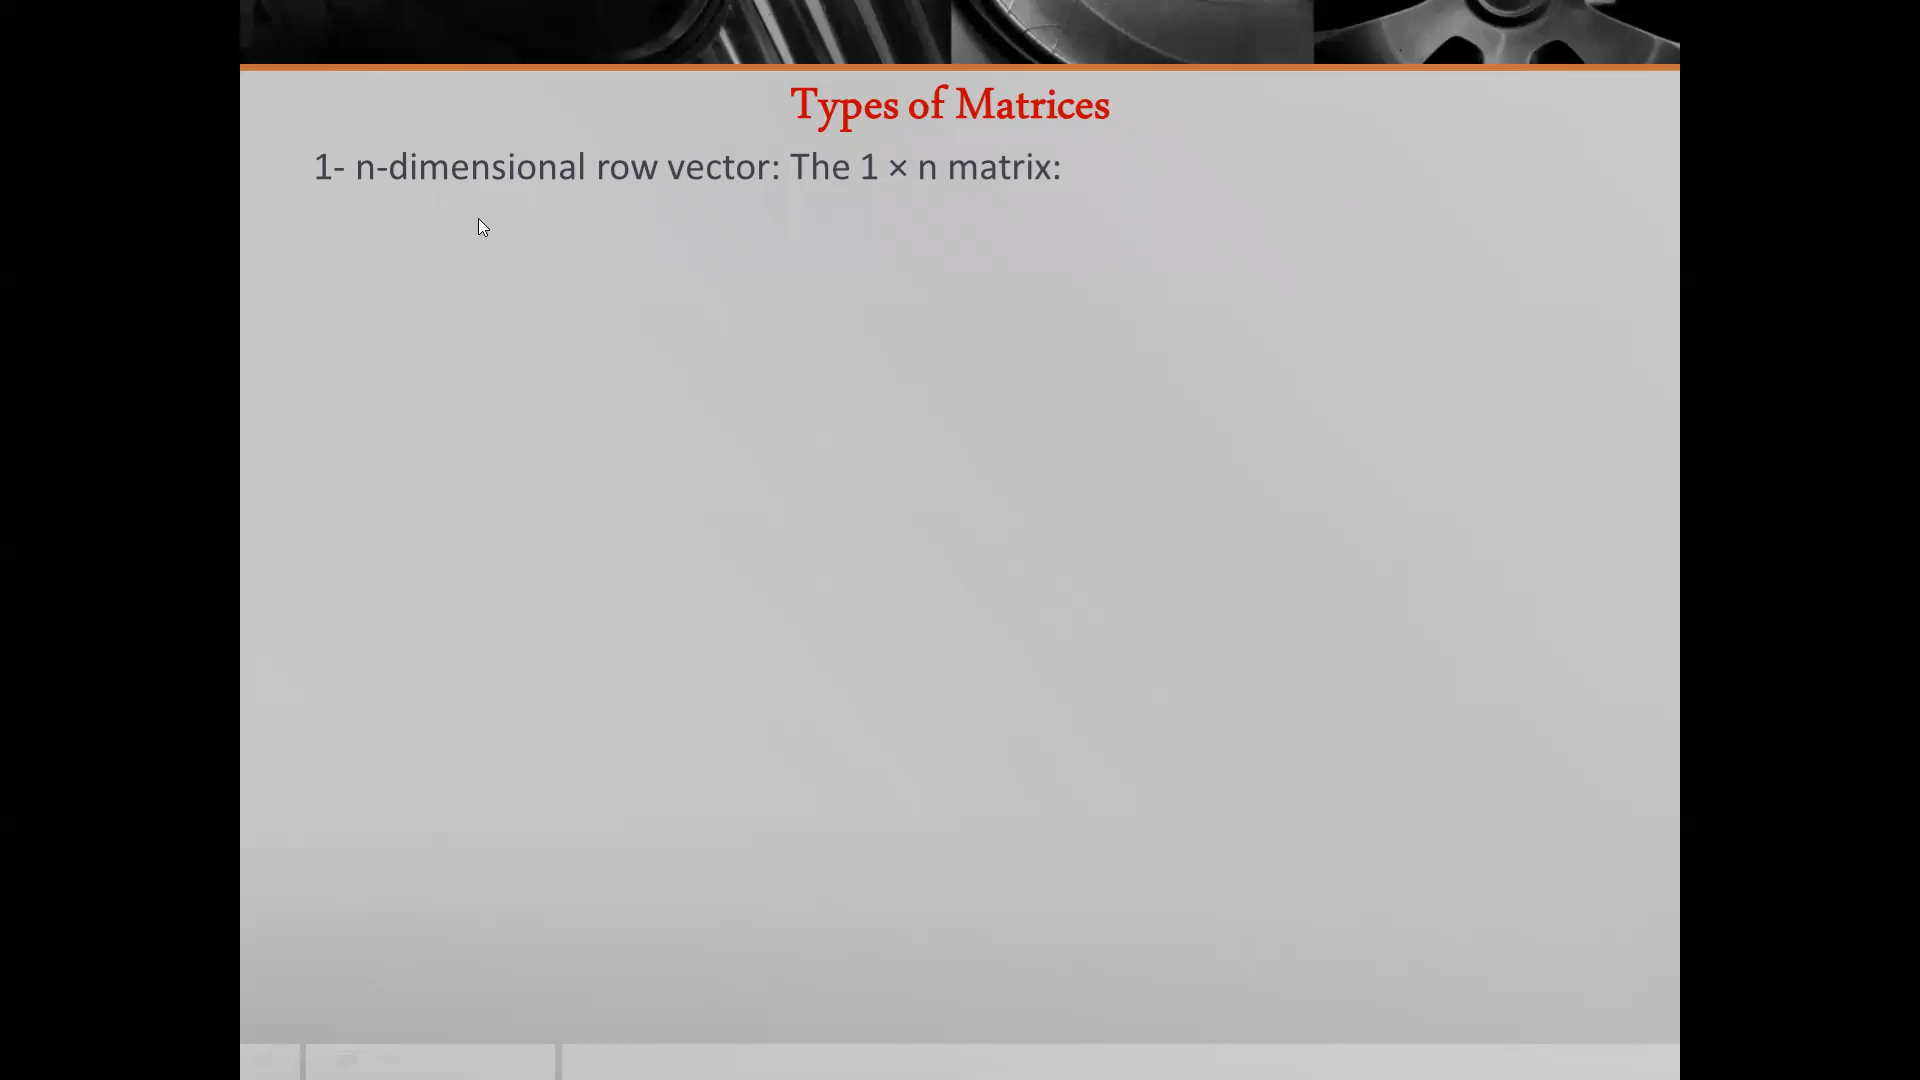 Types of Matrices
1- n-dimensional row vector: The 1 × n matrix: